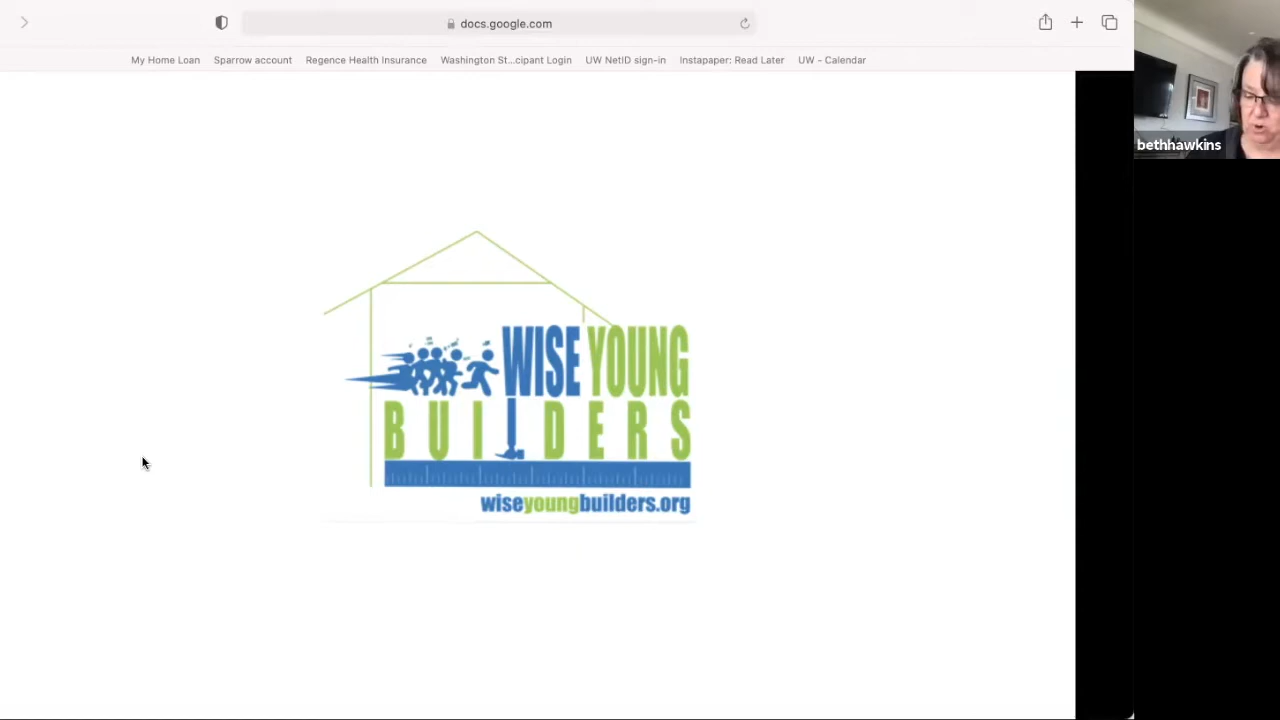 docs.google.com
My Home Loan Sparrow account Regence Health Insurance Washington St...cipant Login UW NetID sign-in Instapaper: Read Later UW – Calendar
bethhawkins
WISE YOUNG
BUILDERS
wiseyoungbuilders.org